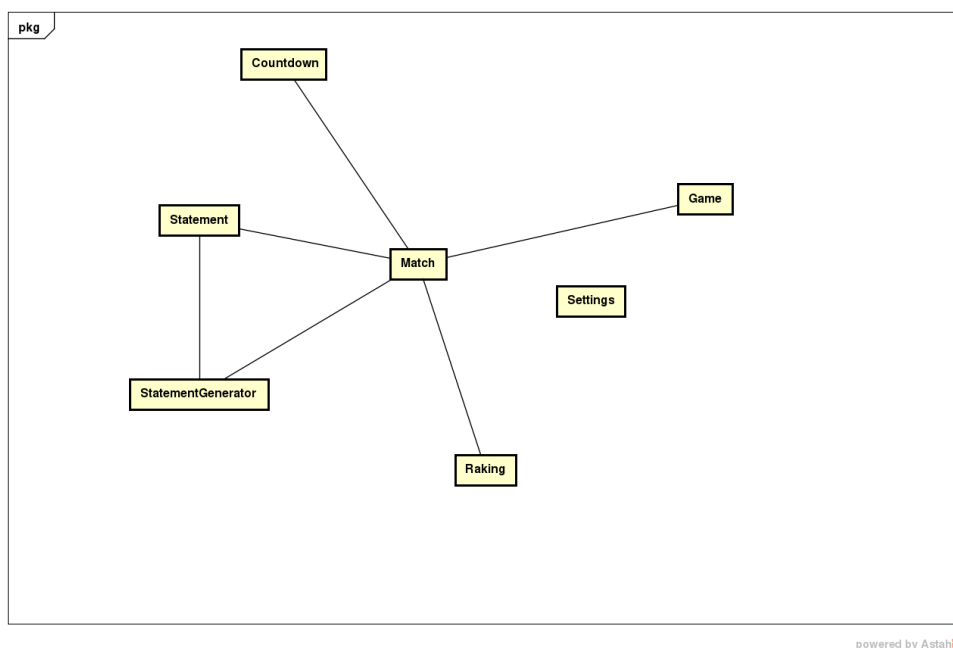 pkg
Countdown
Game
Statement
Match
Settings
StatementGenerator
Raking
powered by Astah